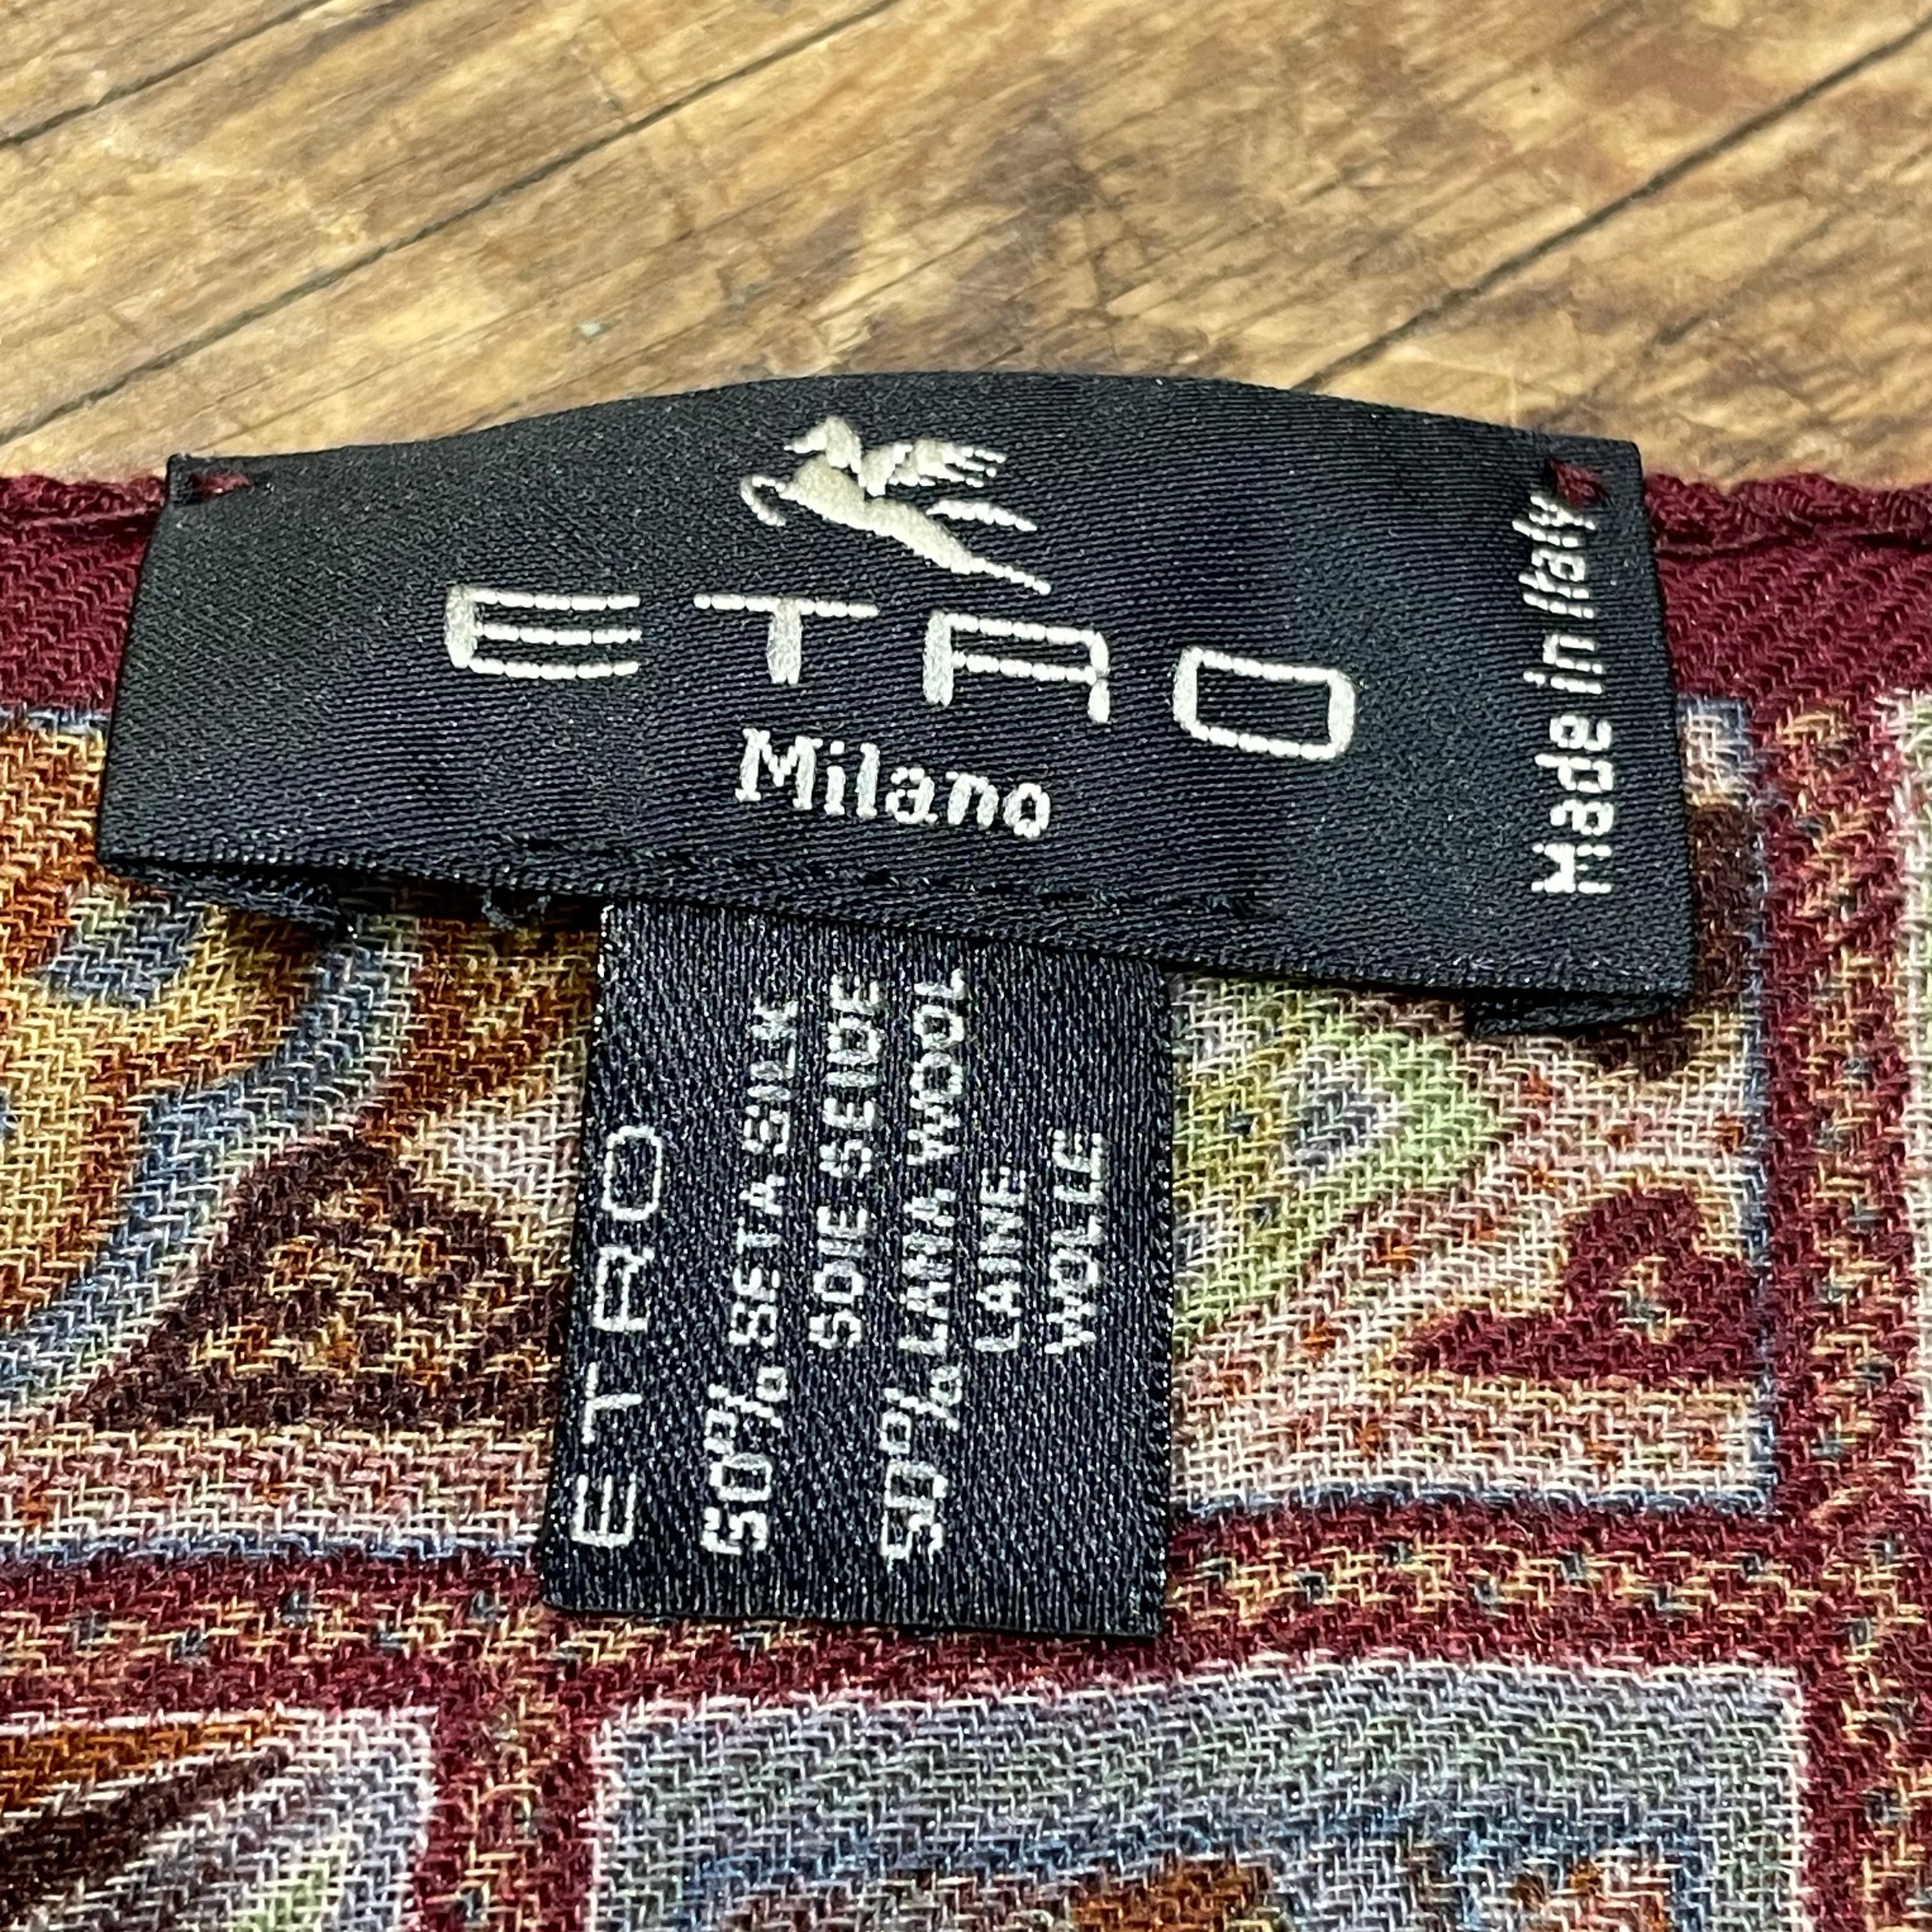 ETRO
Milano
Made in Italy
ETRO
50% SETA SILK
SOIE SEIDE
50% LANA WOOL
LAINE
WOLLE